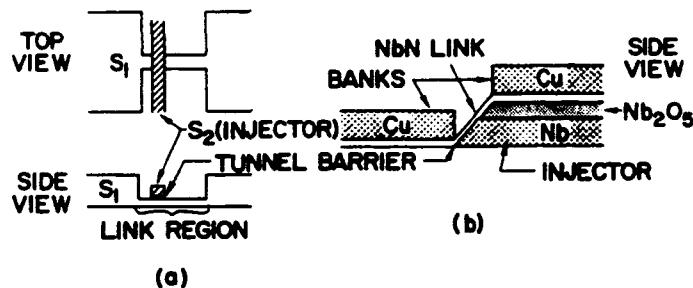 TOP VIEW
S1
S2(INJECTOR)
TUNNEL BARRIER
SIDE VIEW
S1
LINK REGION
(a)
NbN LINK
BANKS
SIDE VIEW
Cu
Cu
Nb2O5
Nb
INJECTOR
(b)